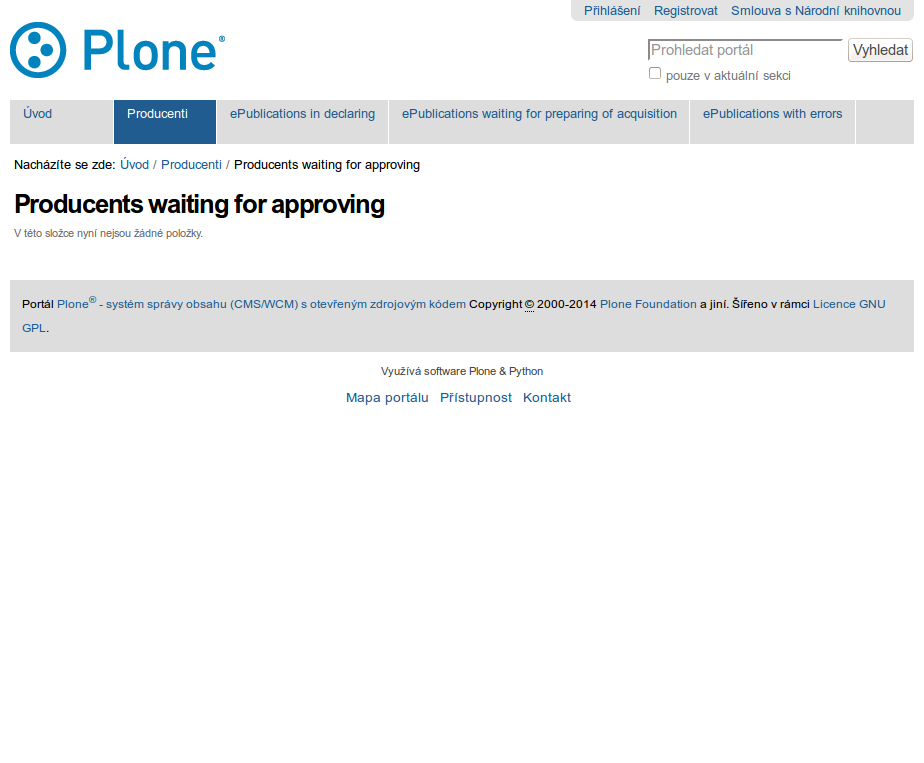 Přihlášení Registrovat Smlouva s Národní knihovnou
Plone®
Prohledat portál Vyhledat
pouze v aktuální sekci
Úvod Producenti ePublications in declaring ePublications waiting for preparing of acquisition ePublications with errors
Nacházíte se zde: Úvod / Producenti / Producents waiting for approving
Producents waiting for approving
V této složce nyní nejsou žádné položky.
Portál Plone® - systém správy obsahu (CMS/WCM) s otevřeným zdrojovým kódem Copyright © 2000-2014 Plone Foundation a jiní. Šířeno v rámci Licence GNU
GPL.
Využívá software Plone & Python
Mapa portálu Přístupnost Kontakt